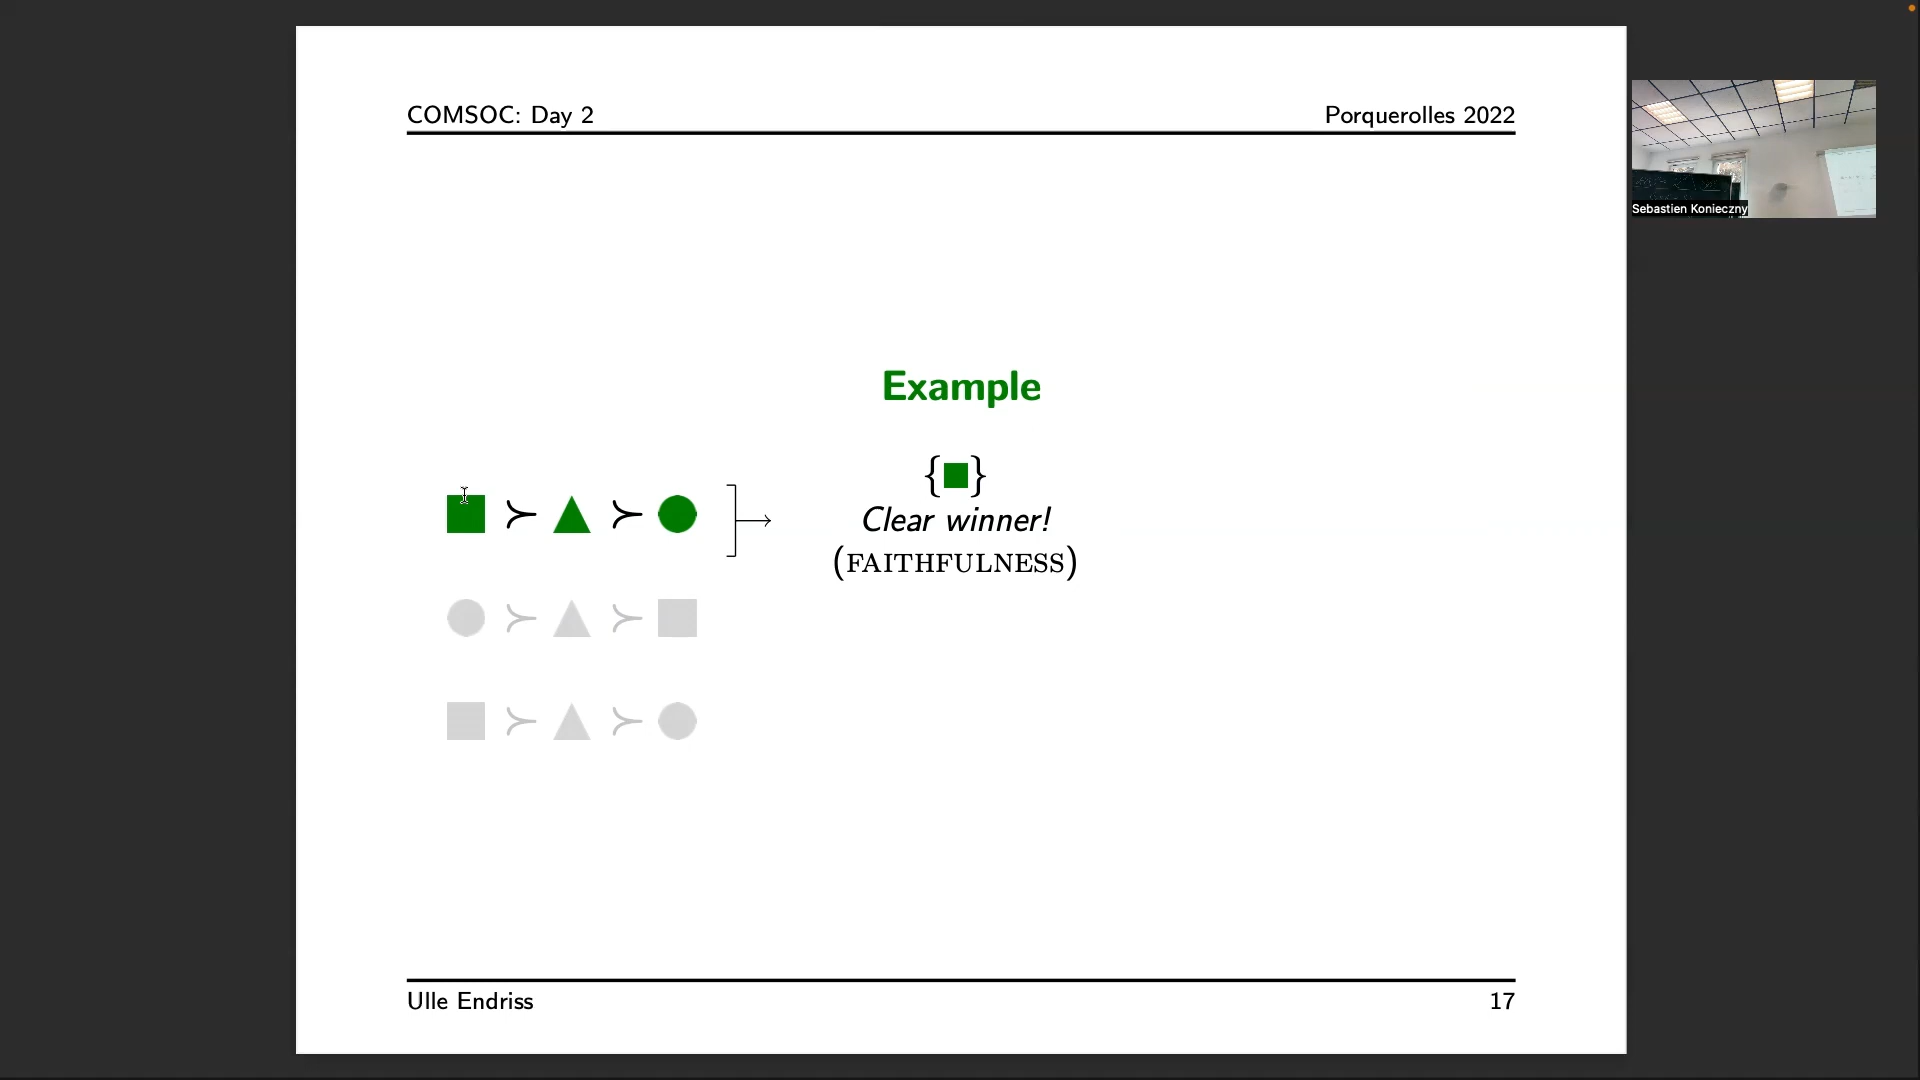 COMSOC: Day 2
Porquerolles 2022
Sebastien Konieczny
Example
{■}
■ ≻ ▲ ≻ ●
Clear winner!
(FAITHFULNESS)
● ≻ ▲ ≻ ■
■ ≻ ▲ ≻ ●
Ulle Endriss
17